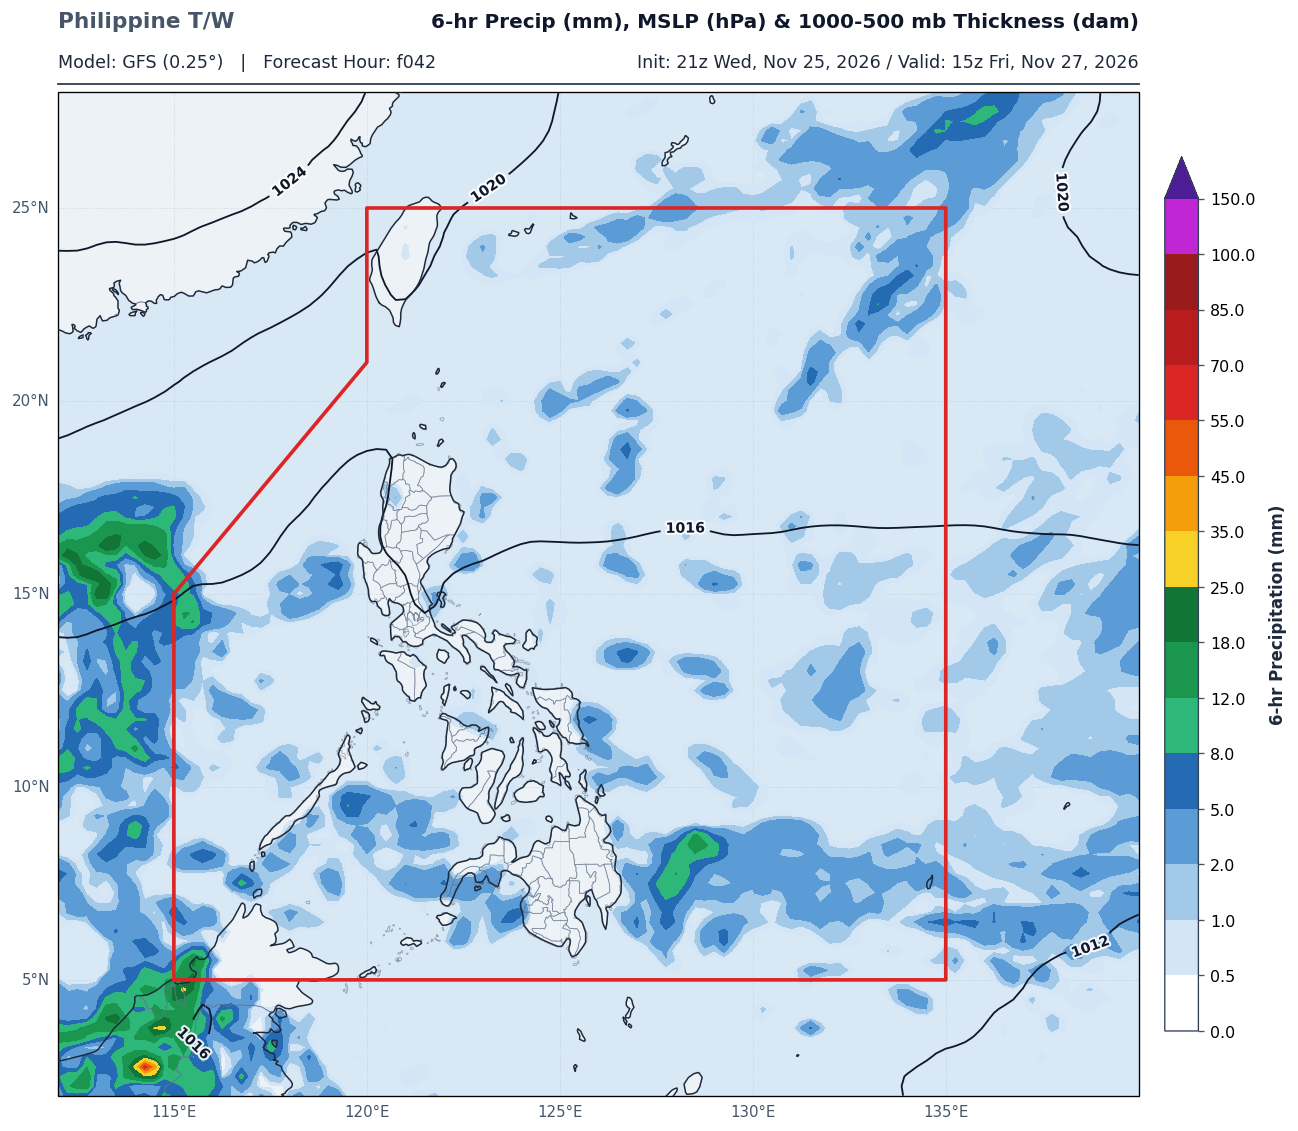 Philippine T/W
6-hr Precip (mm), MSLP (hPa) & 1000-500 mb Thickness (dam)
Model: GFS (0.25°) | Forecast Hour: f042
Init: 21z Wed, Nov 25, 2026 / Valid: 15z Fri, Nov 27, 2026
1024
1020
1020
1016
1016
1012
25°N
20°N
15°N
10°N
5°N
115°E
120°E
125°E
130°E
135°E
150.0
100.0
85.0
70.0
55.0
45.0
35.0
25.0
18.0
12.0
8.0
5.0
2.0
1.0
0.5
0.0
6-hr Precipitation (mm)